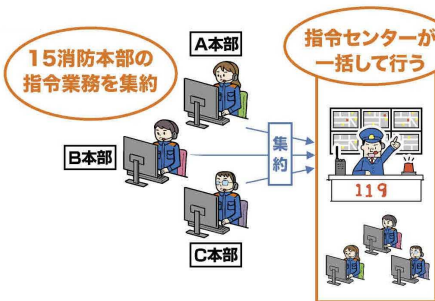 15消防本部の
指令業務を集約
A本部
B本部
C本部
集約
指令センターが
一括して行う
119